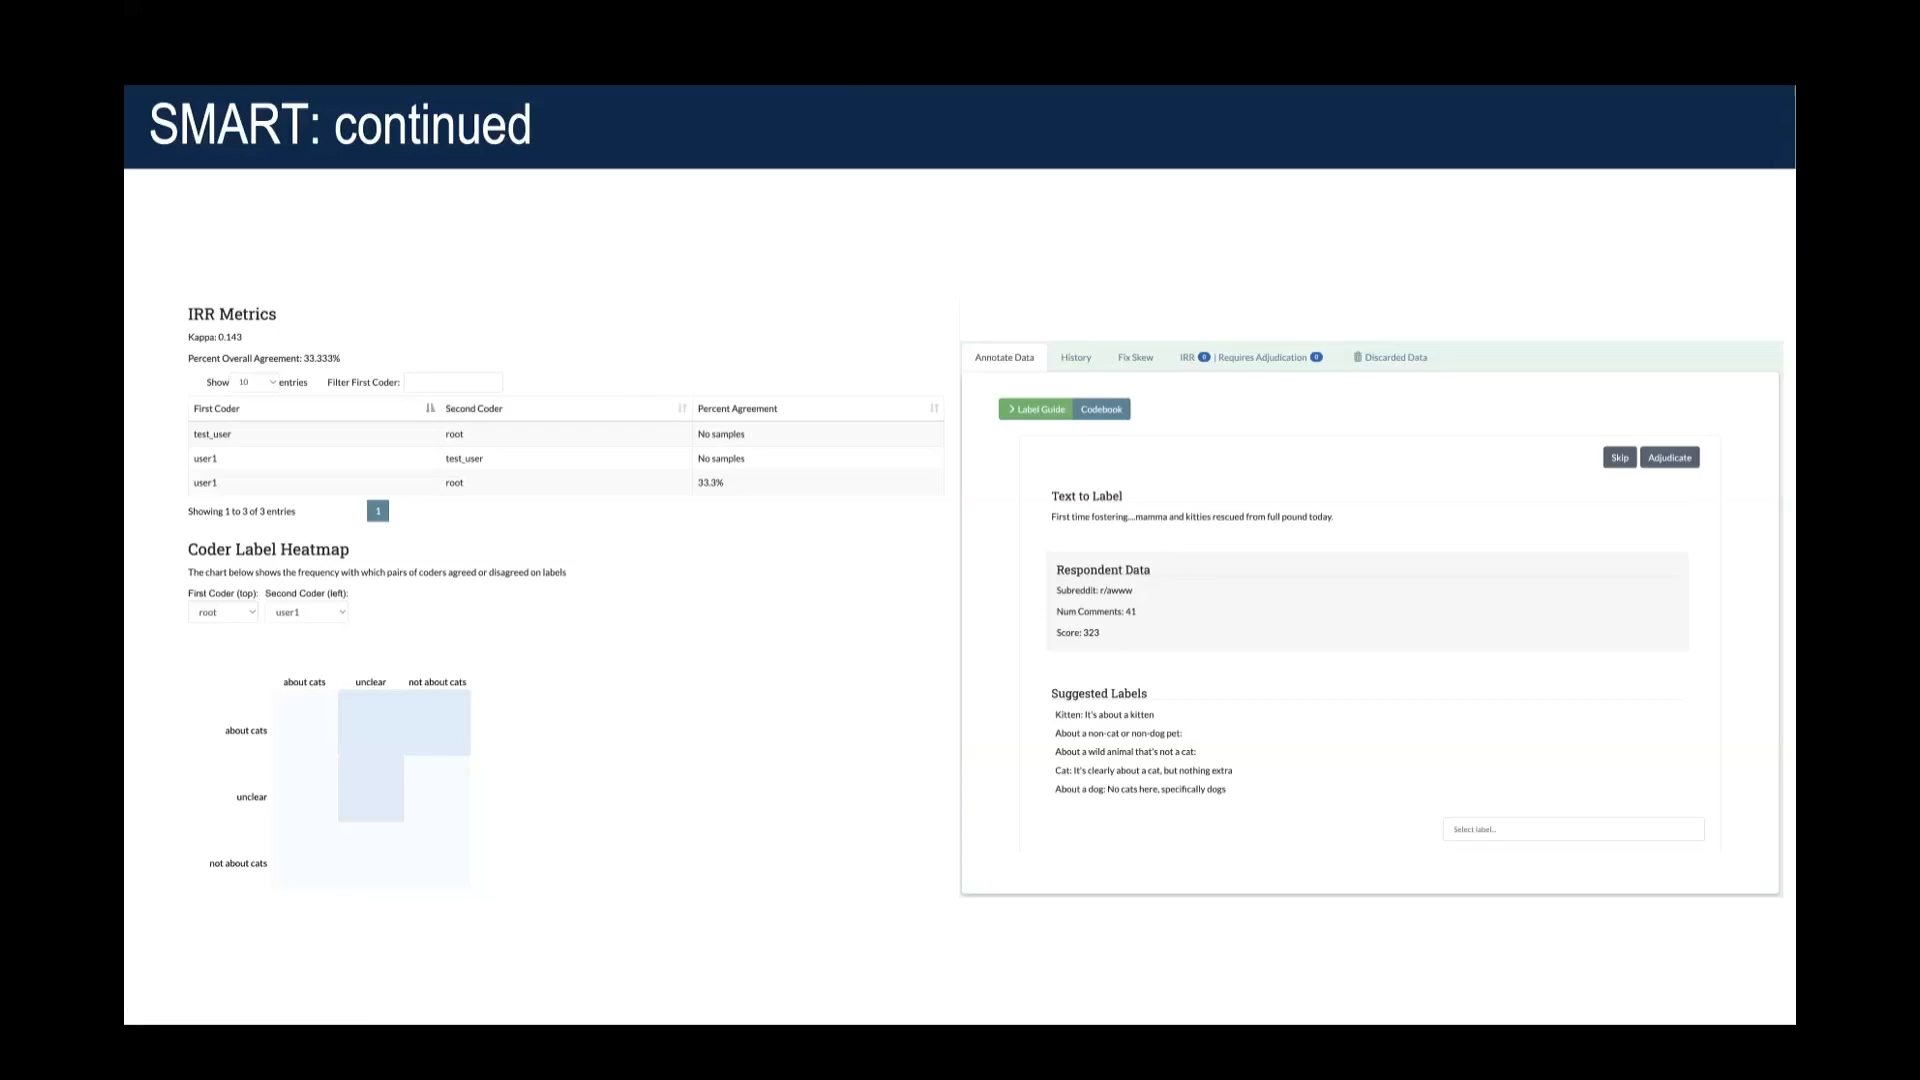 SMART: continued
IRR Metrics
Kappa: 0.143
Percent Overall Agreement: 33.333%
Show 10 entries Filter First Coder:
First Coder Second Coder Percent Agreement
test_user root No samples
user1 test_user No samples
user1 root 33.3%
Showing 1 to 3 of 3 entries 1
Coder Label Heatmap
The chart below shows the frequency with which pairs of coders agreed or disagreed on labels
First Coder (top): Second Coder (left):
root user1
about cats unclear not about cats
about cats
unclear
not about cats
Annotate Data History Fix Skew IRR 0 | Requires Adjudication 0 Discarded Data
Label Guide Codebook
Skip Adjudicate
Text to Label
First time fostering....mamma and kitties rescued from full pound today.
Respondent Data
Subreddit: r/awww
Num Comments: 41
Score: 323
Suggested Labels
Kitten: It's about a kitten
About a non-cat or non-dog pet:
About a wild animal that's not a cat:
Cat: It's clearly about a cat, but nothing extra
About a dog: No cats here, specifically dogs
Select label...